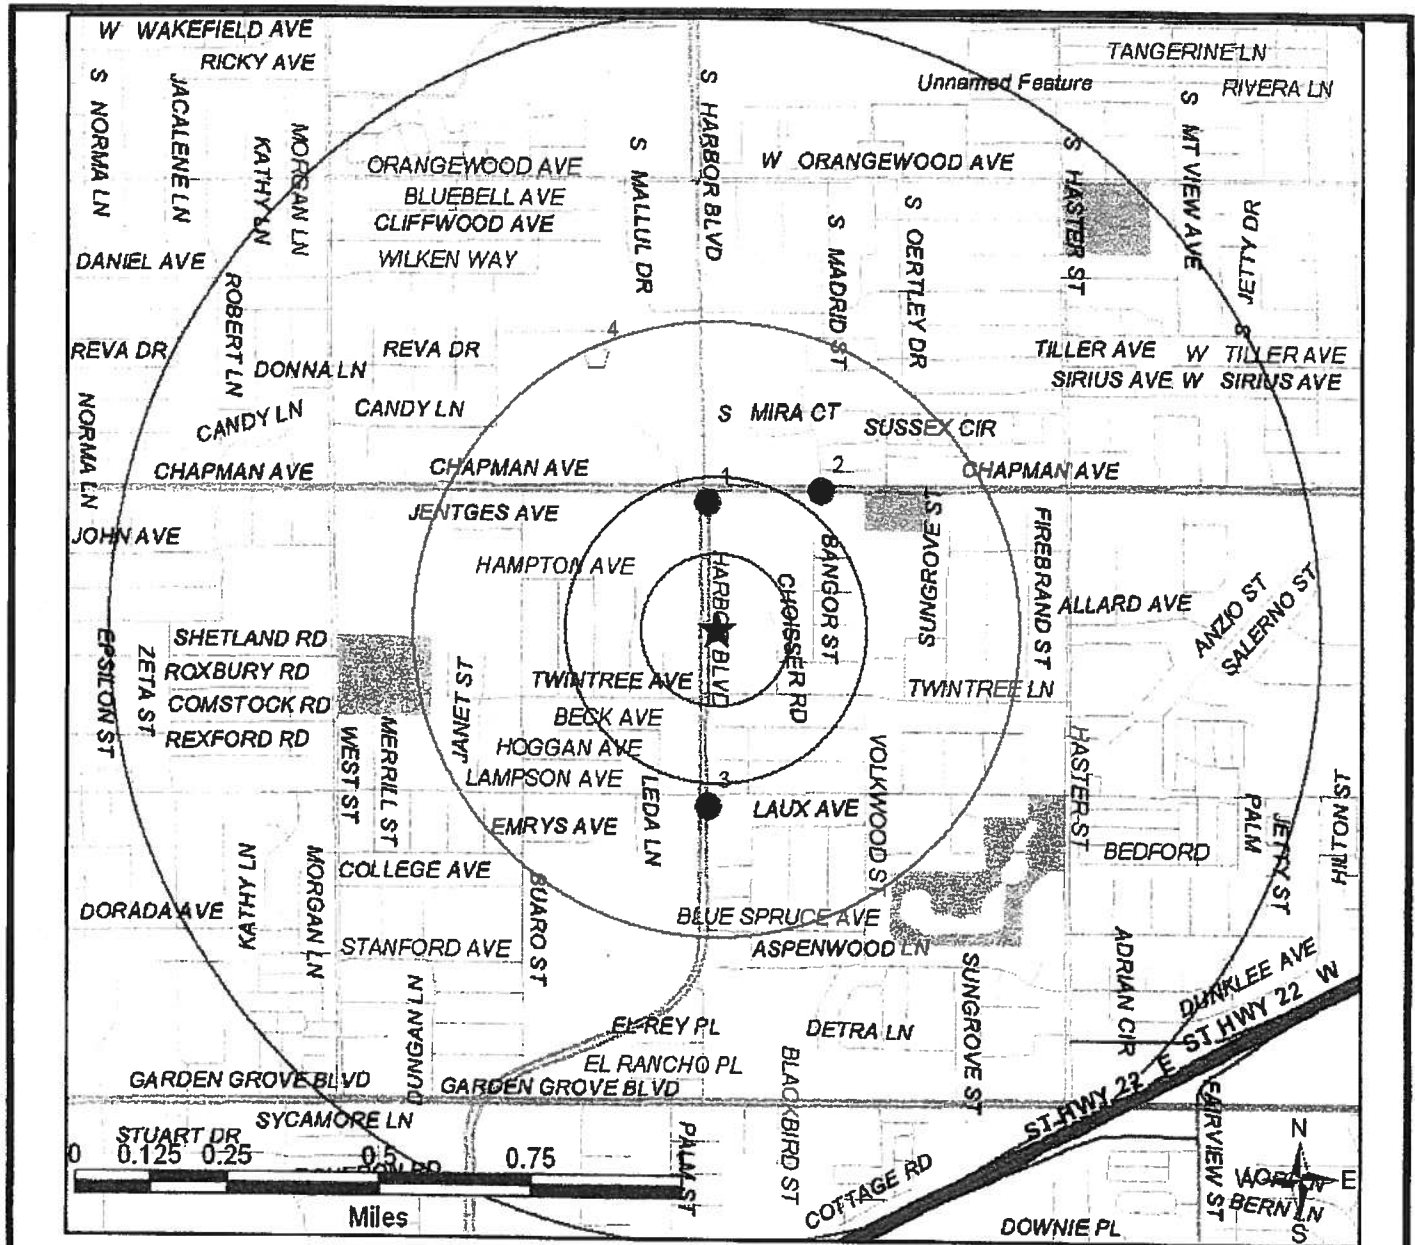 W WAKEFIELD AVE
RICKY AVE
TANGERINE LN
Unnamed Feature
RIVERA LN
S NORMA LN
JACALENE LN
KATHY LN
MORGAN LN
S HARBOR BLVD
S MT VIEW AVE
ORANGEWOOD AVE
S MALLUL DR
W ORANGEWOOD AVE
S HASTER ST
BLUEBELL AVE
CLIFFWOOD AVE
WILKEN WAY
S MADRID ST
S OERTLEY DR
S JETTY DR
DANIEL AVE
ROBERT LN
4
REVA DR
REVA DR
DONNA LN
TILLER AVE
W TILLER AVE
SIRIUS AVE
W SIRIUS AVE
NORMA LN
CANDY LN
CANDY LN
S MIRA CT
SUSSEX CIR
CHAPMAN AVE
CHAPMAN AVE
1
2
CHAPMAN AVE
JENTGES AVE
JOHN AVE
HAMPTON AVE
HARBOR BLVD
CHOISSER RD
BANGOR ST
SUNGROVE ST
FIREBRAND ST
ALLARD AVE
ANZIO ST
SALERNO ST
EPSILON ST
ZETA ST
SHETLAND RD
ROXBURY RD
COMSTOCK RD
REXFORD RD
WEST ST
MERRILL ST
JANET ST
TWINTREE AVE
TWINTREE LN
BECK AVE
HOGGAN AVE
LAMPSON AVE
LEDA LN
3
LAUX AVE
VOLKWOOD ST
HASTER ST
PALM
JETTY ST
HILTON ST
EMRYS AVE
BEDFORD
KATHY LN
MORGAN LN
COLLEGE AVE
BUARO ST
DORADA AVE
BLUE SPRUCE AVE
STANFORD AVE
ASPENWOOD LN
DUNGAN LN
SUNGROVE ST
ADRIAN CIR
DUNKLEE AVE
EL REY PL
DETRA LN
EL RANCHO PL
BLACKBIRD ST
ST HWY 22 E
ST HWY 22 W
GARDEN GROVE BLVD
GARDEN GROVE BLVD
FAIRVIEW ST
SYCAMORE LN
STUART DR
PALM ST
COTTAGE RD
DOWNIE PL
BERN LN
0 0.125 0.25 0.5 0.75
Miles
N
W E
S